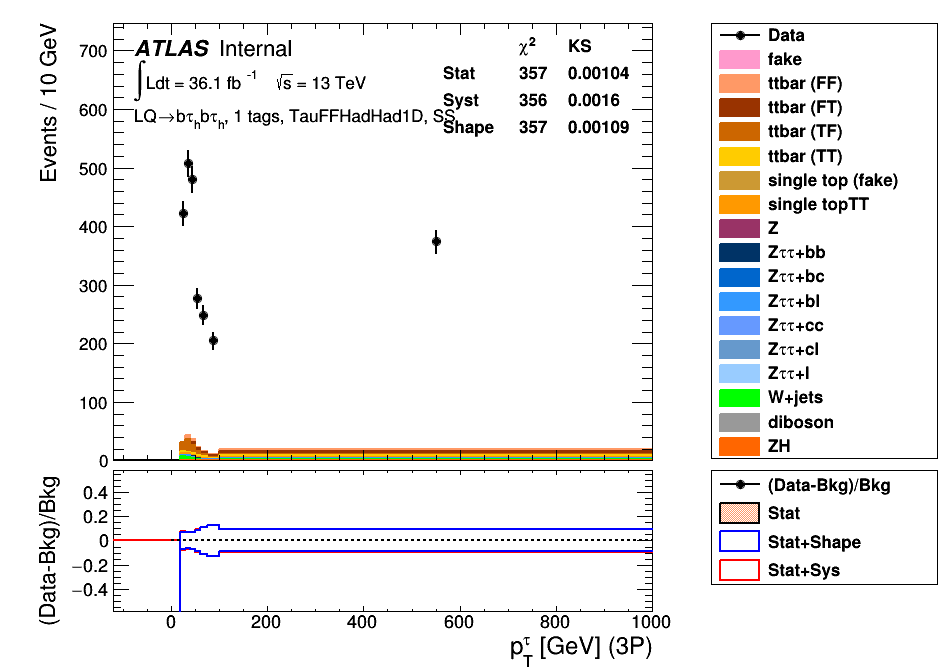 ATLAS Internal
∫Ldt = 36.1 fb⁻¹ √s = 13 TeV
LQ→bτₕbτₕ, 1 tags, TauFFHadHad1D, SS,
χ² KS
Stat 357 0.00104
Syst 356 0.0016
Shape 357 0.00109
Events / 10 GeV
700
600
500
400
300
200
100
0
Data
fake
ttbar (FF)
ttbar (FT)
ttbar (TF)
ttbar (TT)
single top (fake)
single topTT
Z
Zττ+bb
Zττ+bc
Zττ+bl
Zττ+cc
Zττ+cl
Zττ+l
W+jets
diboson
ZH
(Data-Bkg)/Bkg
0.4
0.2
0
−0.2
−0.4
0 200 400 600 800 1000
p_T^τ [GeV] (3P)
(Data-Bkg)/Bkg
Stat
Stat+Shape
Stat+Sys